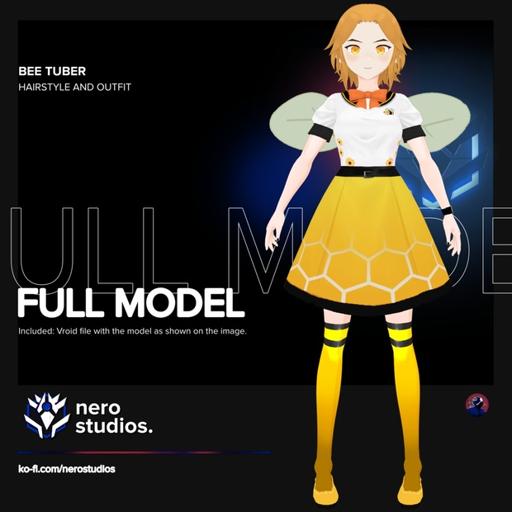 BEE TUBER
HAIRSTYLE AND OUTFIT
ULL MODE
FULL MODEL
Included: Vroid file with the model as shown on the image.
nero
studios.
ko-fi.com/nerostudios